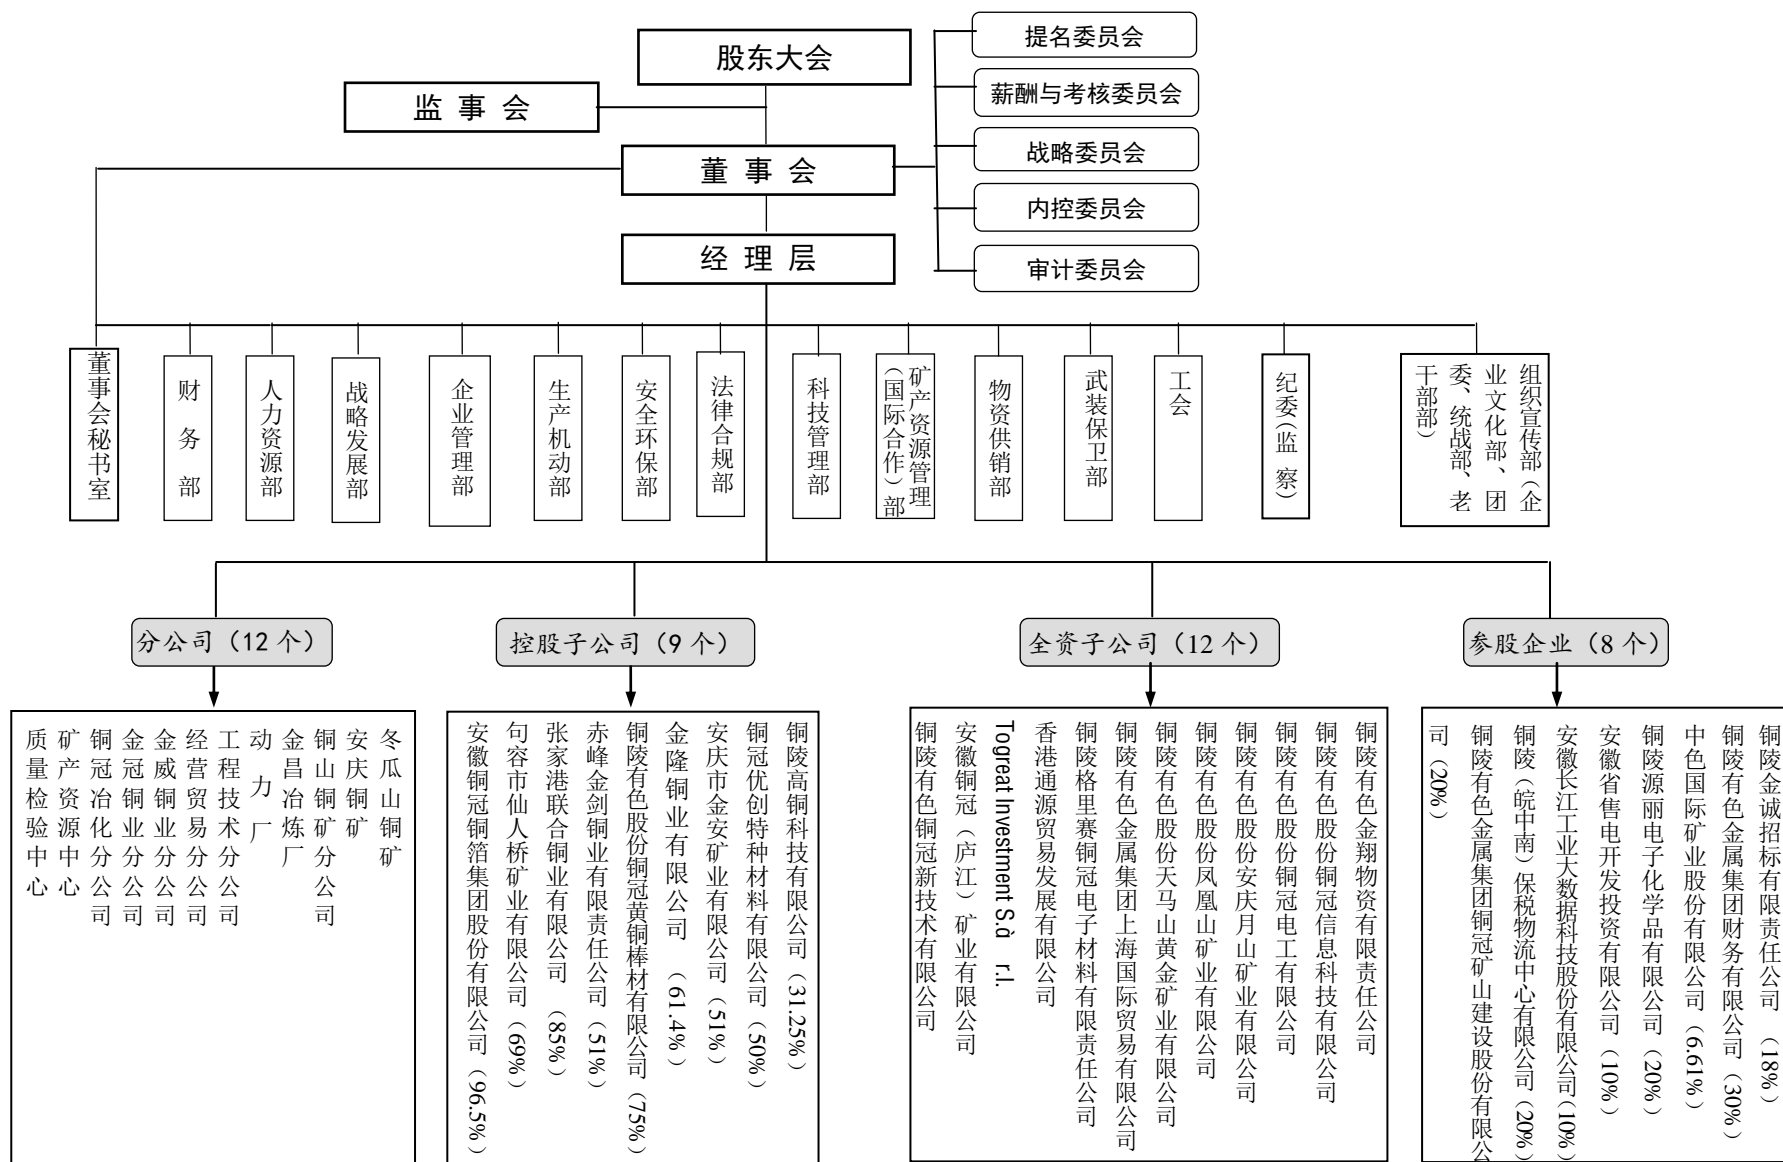 股东大会
监 事 会
董 事 会
经 理 层
提名委员会
薪酬与考核委员会
战略委员会
内控委员会
审计委员会
董事会秘书室
财 务 部
人力资源部
战略发展部
企业管理部
生产机动部
安全环保部
法律合规部
科技管理部
矿产资源管理
（国际合作）部
物资供销部
武装保卫部
工会
纪委(监 察）
组织宣传部（企
业文化部、团
委、统战部、老
干部部）
分公司（12 个）
控股子公司（9 个）
全资子公司（12 个）
参股企业（8 个）
冬瓜山铜矿
安庆铜矿
铜山铜矿分公司
金昌冶炼厂
动 力 厂
工程技术分公司
经营贸易分公司
金威铜业分公司
金冠铜业分公司
铜冠冶化分公司
矿产资源中心
质量检验中心
铜陵高铜科技有限公司（31.25%）
铜冠优创特种材料有限公司（50%）
安庆市金安矿业有限公司（51%）
金隆铜业有限公司 （61.4%）
铜陵有色股份铜冠黄铜棒材有限公司（75%）
赤峰金剑铜业有限责任公司（51%）
张家港联合铜业有限公司 （85%）
句容市仙人桥矿业有限公司（69%）
安徽铜冠铜箔集团股份有限公司（96.5%）
铜陵有色金翔物资有限责任公司
铜陵有色股份铜冠信息科技有限公司
铜陵有色股份铜冠电工有限公司
铜陵有色股份安庆月山矿业有限公司
铜陵有色股份凤凰山矿业有限公司
铜陵有色股份天马山黄金矿业有限公司
铜陵有色金属集团上海国际贸易有限公司
铜陵格里赛铜冠电子材料有限责任公司
香港通源贸易发展有限公司
Togreat Investment S.à r.l.
安徽铜冠（庐江）矿业有限公司
铜陵有色铜冠新技术有限公司
铜陵金诚招标有限责任公司 （18%）
铜陵有色金属集团财务有限公司（30%）
中色国际矿业股份有限公司（6.61%）
铜陵源丽电子化学品有限公司（20%）
安徽省售电开发投资有限公司（10%）
安徽长江工业大数据科技股份有限公司(10%）
铜陵（皖中南）保税物流中心有限公司（20%）
铜陵有色金属集团铜冠矿山建设股份有限公
司（20%）